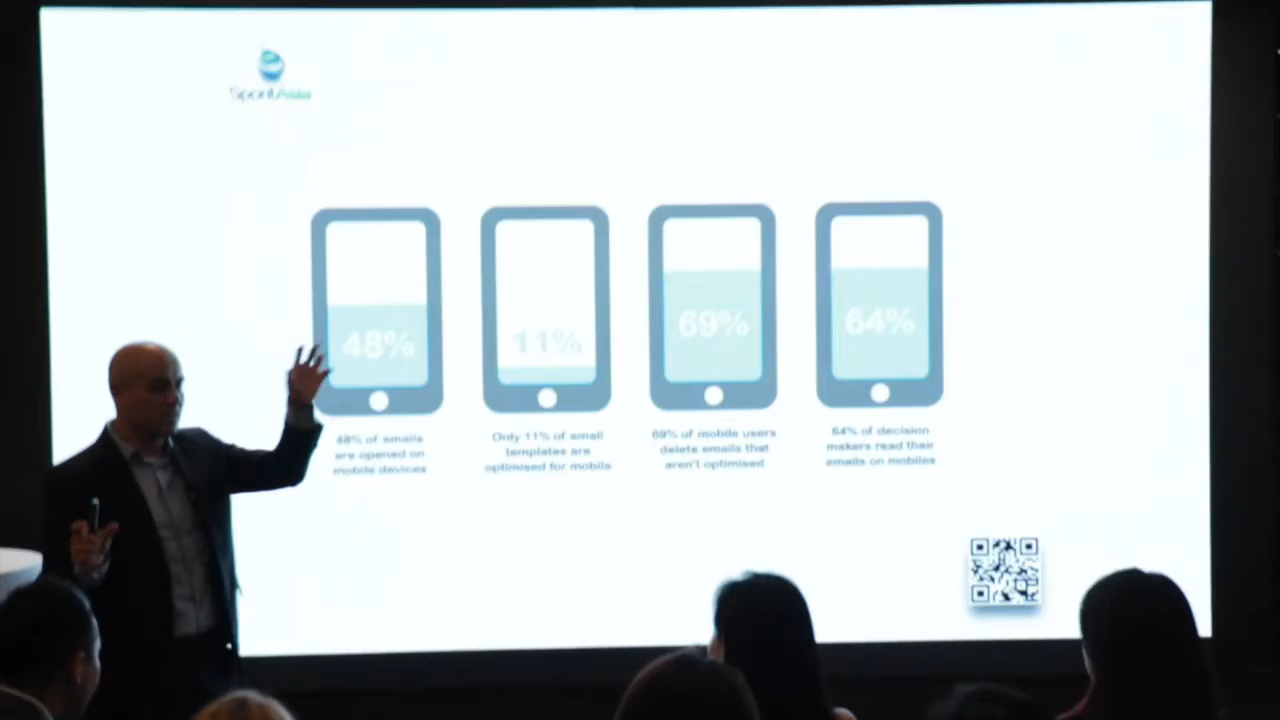 SpontAsia
48%
11%
69%
64%
48% of emails
are opened on
mobile devices
Only 11% of email
templates are
optimised for mobile
69% of mobile users
delete emails that
aren't optimised
64% of decision
makers read their
emails on mobiles